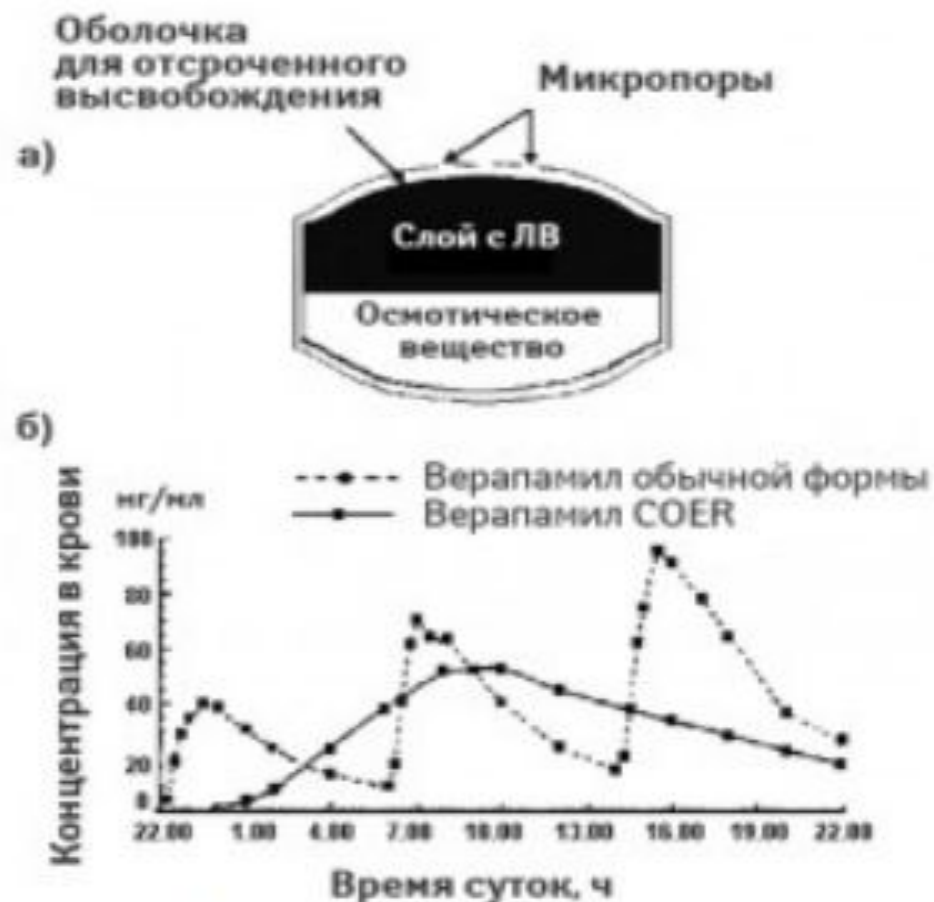 Оболочка
для отсроченного
высвобождения
Микропоры
а)
Слой с ЛВ
Осмотическое
вещество
б)
Концентрация в крови
мг/мл
Верапамил обычной формы
Верапамил COER
100
80
60
40
20
0
22.00 1.00 4.00 7.00 10.00 13.00 16.00 19.00 22.00
Время суток, ч